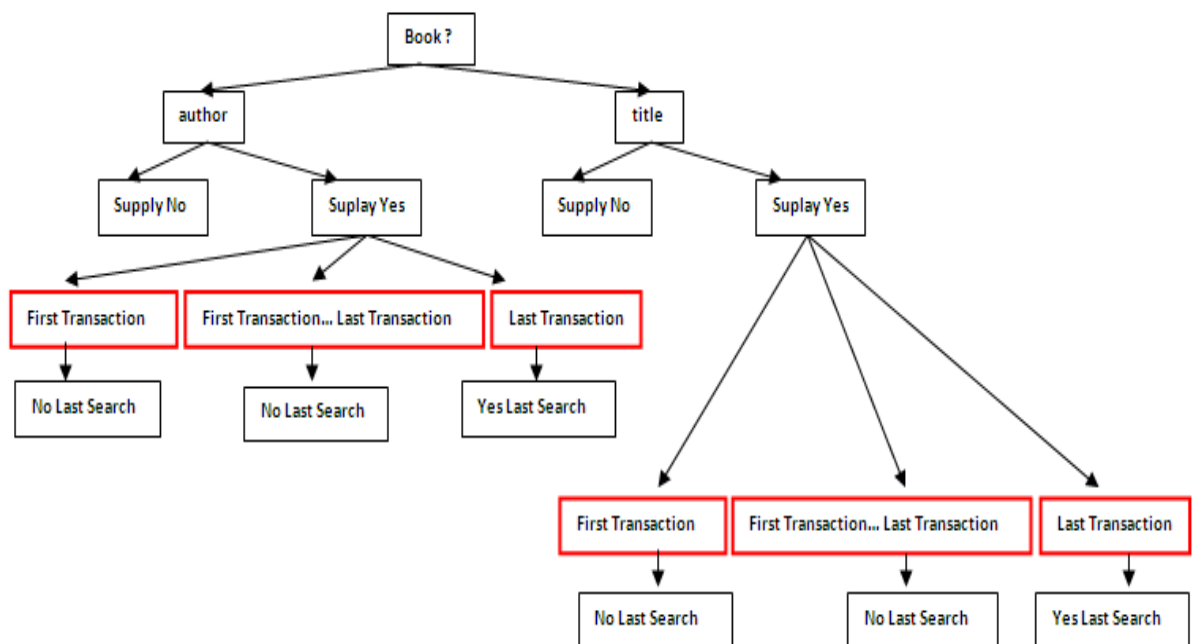 Book ?
author
title
Supply No
Suplay Yes
Supply No
Suplay Yes
First Transaction
First Transaction... Last Transaction
Last Transaction
No Last Search
No Last Search
Yes Last Search
First Transaction
First Transaction... Last Transaction
Last Transaction
No Last Search
No Last Search
Yes Last Search